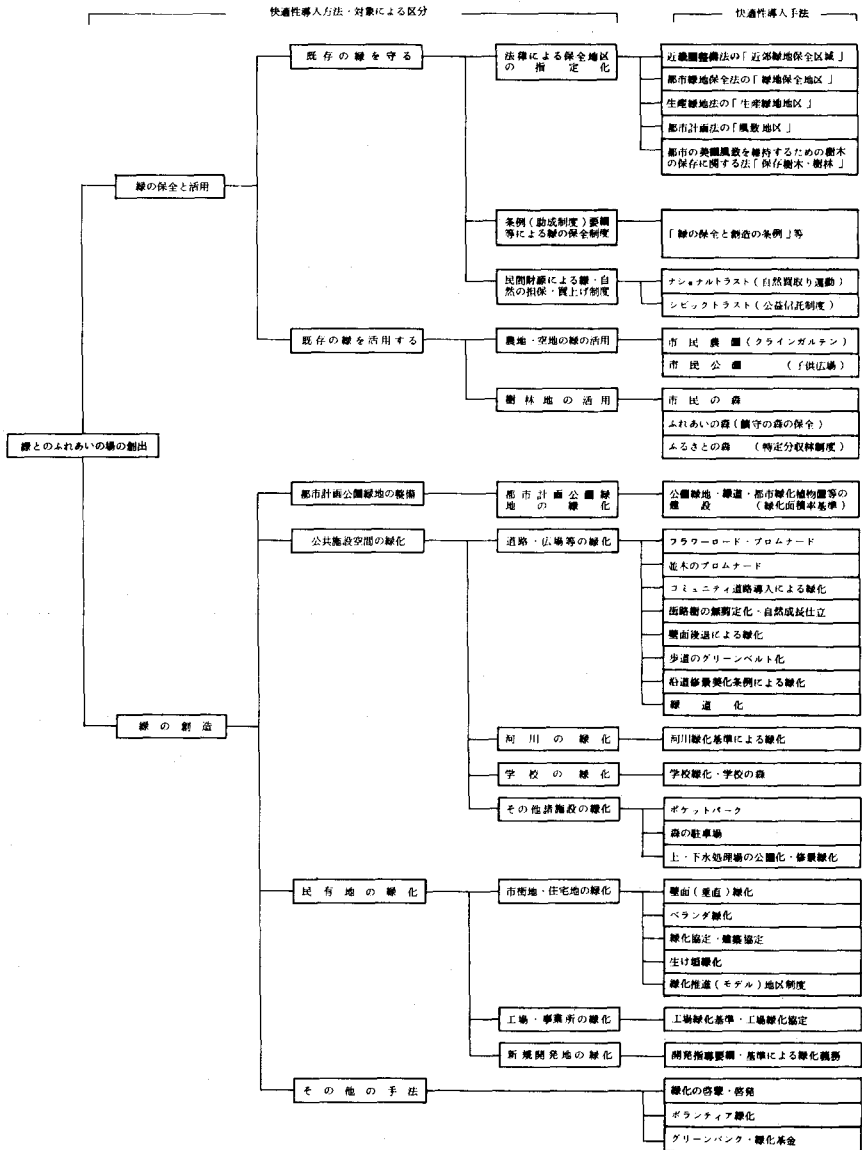 快適性導入方法・対象による区分
快適性導入手法
緑とのふれあいの場の創出
緑の保全と活用
既存の緑を守る
法律による保全地区
の指定化
近畿圏整備法の「近郊緑地保全区域」
都市緑地保全法の「緑地保全地区」
生産緑地法の「生産緑地地区」
都市計画法の「風致地区」
都市の美観風致を維持するための樹木
の保存に関する法「保存樹木・樹林」
条例(助成制度)要綱
等による緑の保全制度
「緑の保全と創造の条例」等
民間財源による緑・自
然の担保・買上げ制度
ナショナルトラスト(自然買取り運動)
シビックトラスト(公益信託制度)
既存の緑を活用する
農地・空地の緑の活用
市民農園(クラインガルテン)
市民公園(子供広場)
樹林地の活用
市民の森
ふれあいの森(鎮守の森の保全)
ふるさとの森(特定分収林制度)
緑の創造
都市計画公園緑地の整備
都市計画公園緑
地の緑化
公園緑地・緑道・都市緑化植物園等の
建設(緑化面積率基準)
公共施設空間の緑化
道路・広場等の緑化
フラワーロード・プロムナード
並木のプロムナード
コミュニティ道路導入による緑化
街路樹の無剪定化・自然成長仕立
壁面後退による緑化
歩道のグリーンベルト化
沿道修景美化条例による緑化
緑道化
河川の緑化
河川緑化基準による緑化
学校の緑化
学校緑化・学校の森
その他諸施設の緑化
ポケットパーク
森の駐車場
上・下水処理場の公園化・修景緑化
民有地の緑化
市街地・住宅地の緑化
壁面(垂直)緑化
ベランダ緑化
緑化協定・建築協定
生け垣緑化
緑化推進(モデル)地区制度
工場・事業所の緑化
工場緑化基準・工場緑化協定
新規開発地の緑化
開発指導要綱・基準による緑化義務
その他の手法
緑化の啓蒙・啓発
ボランティア緑化
グリーンバンク・緑化基金